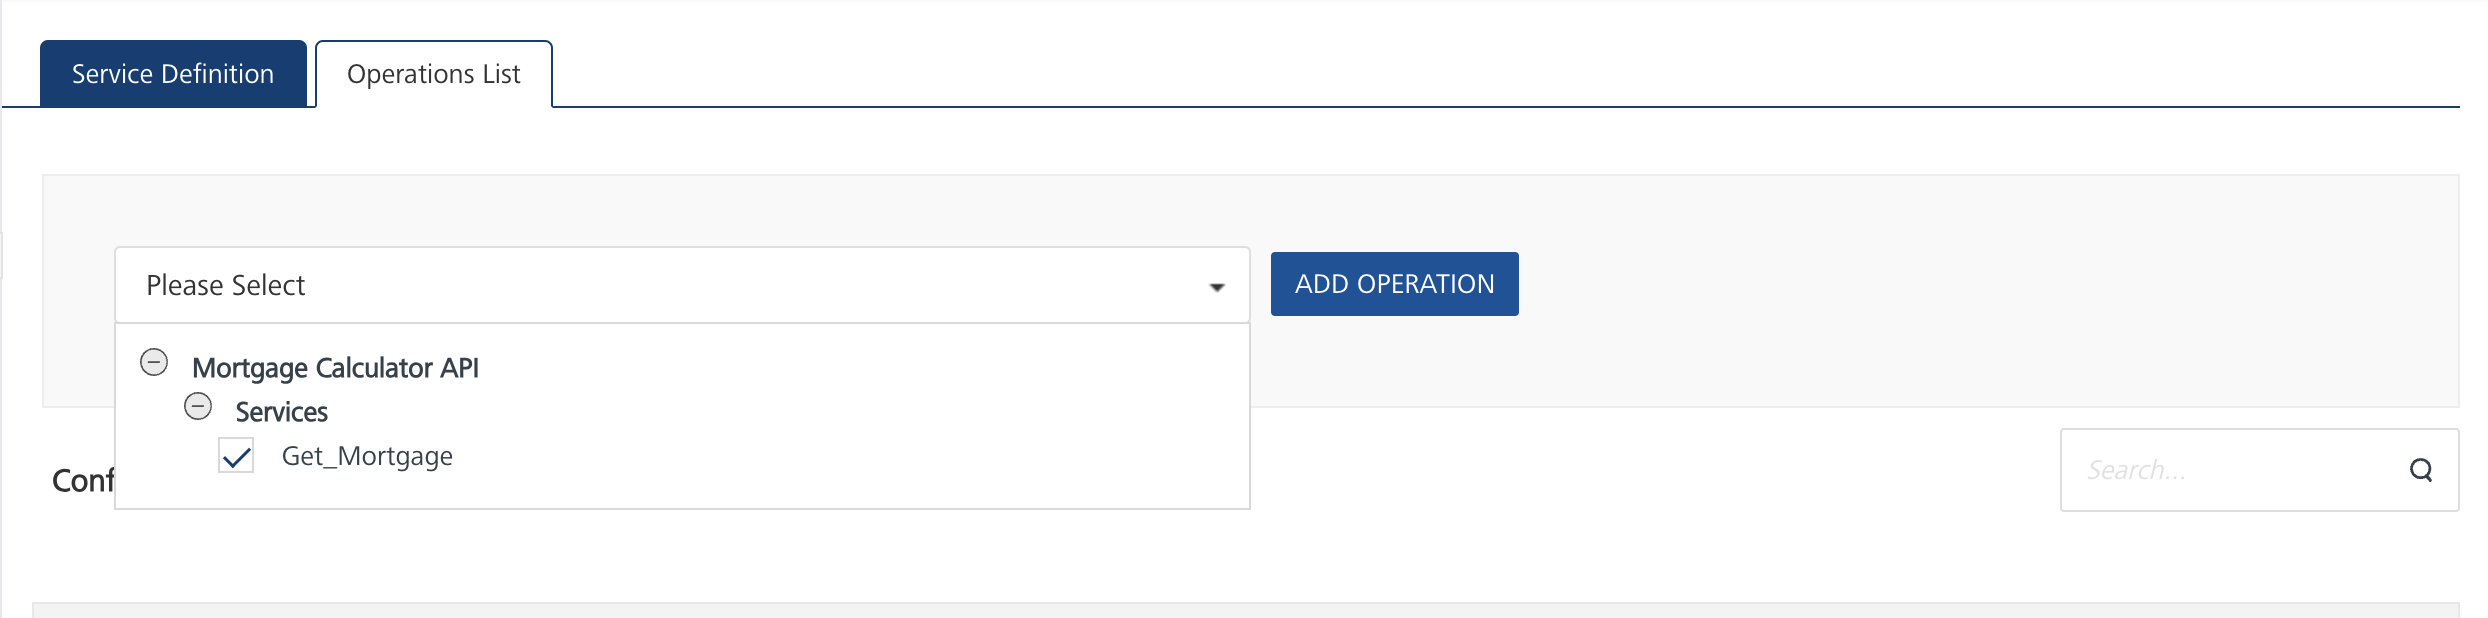 Service Definition
Operations List
Please Select
ADD OPERATION
Mortgage Calculator API
Services
Get_Mortgage
Conf
Search...